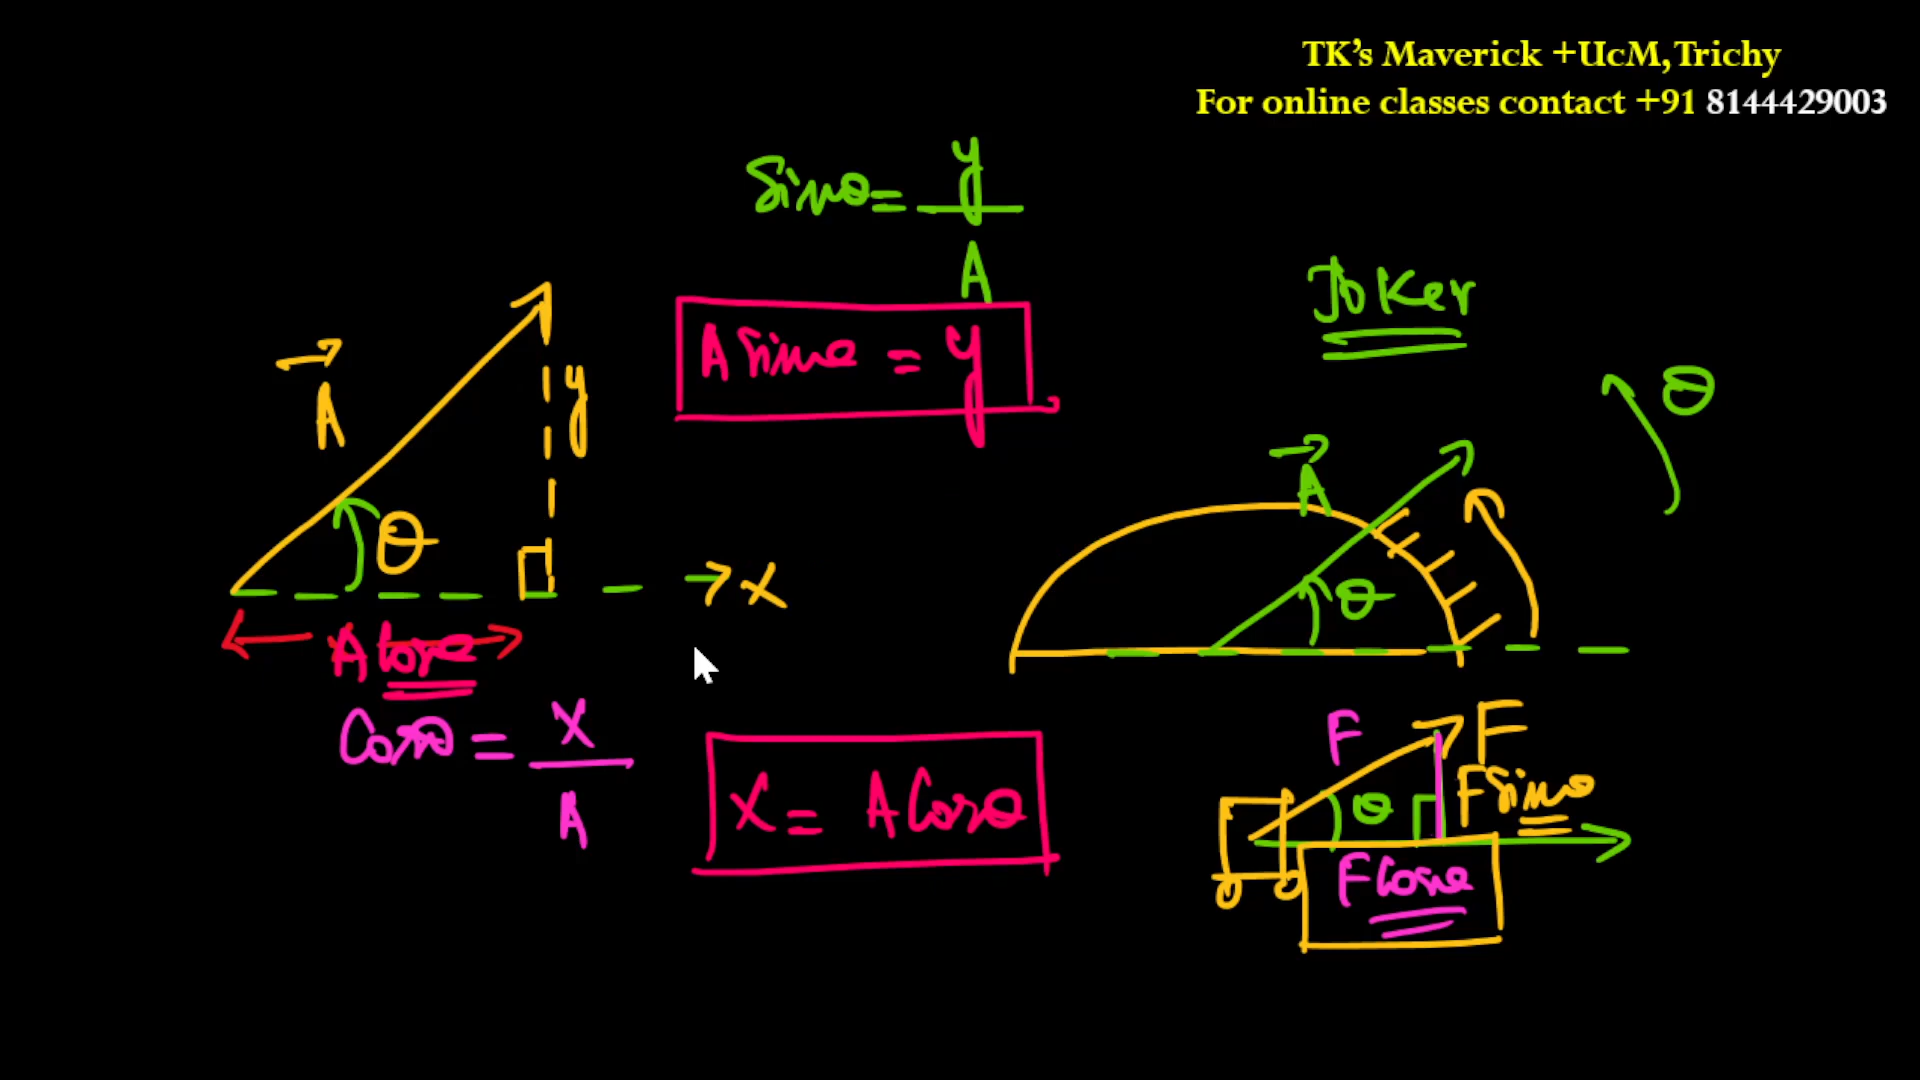 TK's Maverick +UcM, Trichy
For online classes contact +91 8144429003
Sinθ = y
A
A Sinθ = y
Joker
A
y
θ
x
A Cosθ
Cosθ = x
A
x = A Cosθ
θ
A
θ
F
F
θ
F Sinθ
F Cosθ